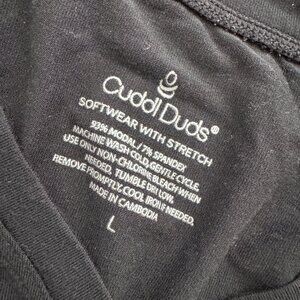 Cuddl Duds®
SOFTWEAR WITH STRETCH
93% MODAL/ 7% SPANDEX
MACHINE WASH COLD, GENTLE CYCLE.
USE ONLY NON-CHLORINE BLEACH WHEN
NEEDED. TUMBLE DRY LOW.
REMOVE PROMPTLY. COOL IRON IF NEEDED.
MADE IN CAMBODIA
L